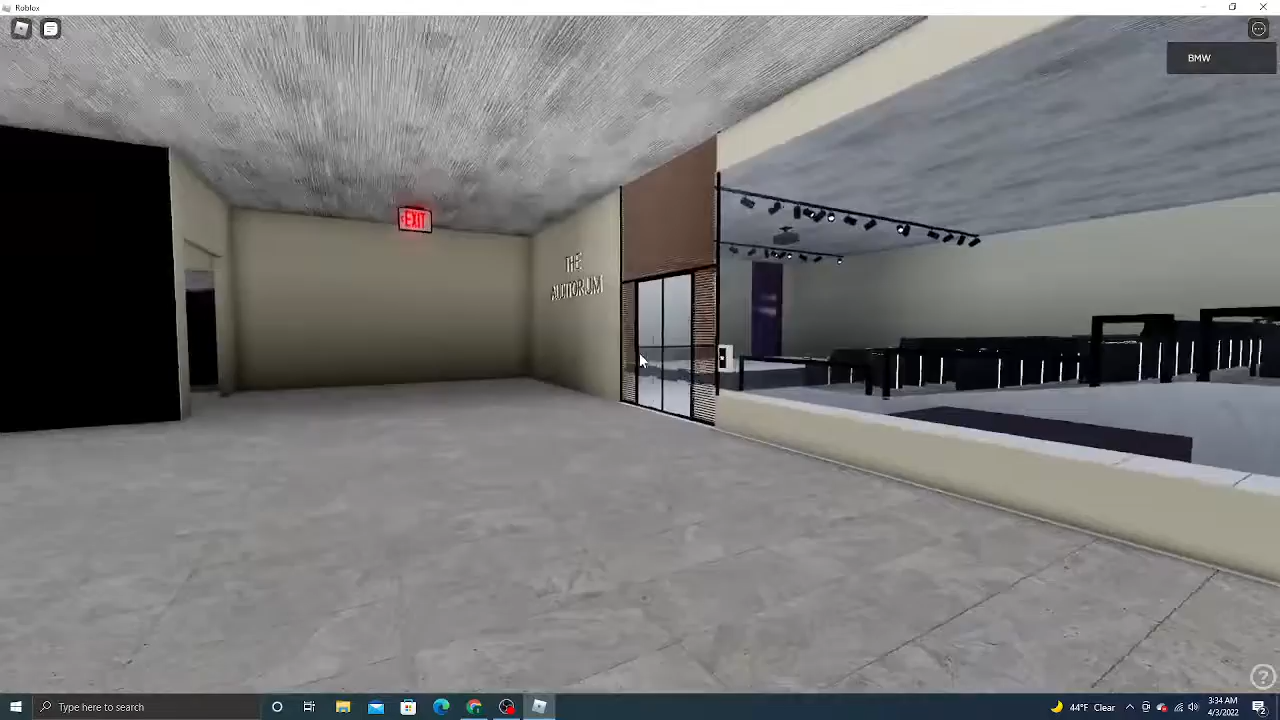 Roblox
BMW
EXIT
THE
AUDITORIUM
Type here to search
44°F Clear
3:34 AM
4/3/2022